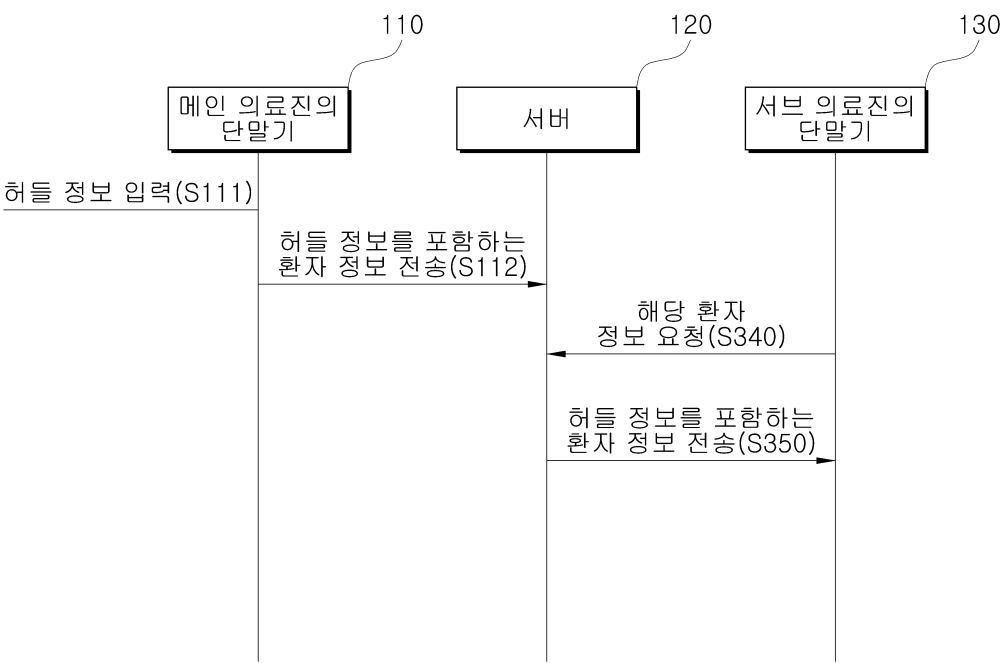 110
120
130
메인 의료진의
단말기
서버
서브 의료진의
단말기
허들 정보 입력(S111)
허들 정보를 포함하는
환자 정보 전송(S112)
해당 환자
정보 요청(S340)
허들 정보를 포함하는
환자 정보 전송(S350)